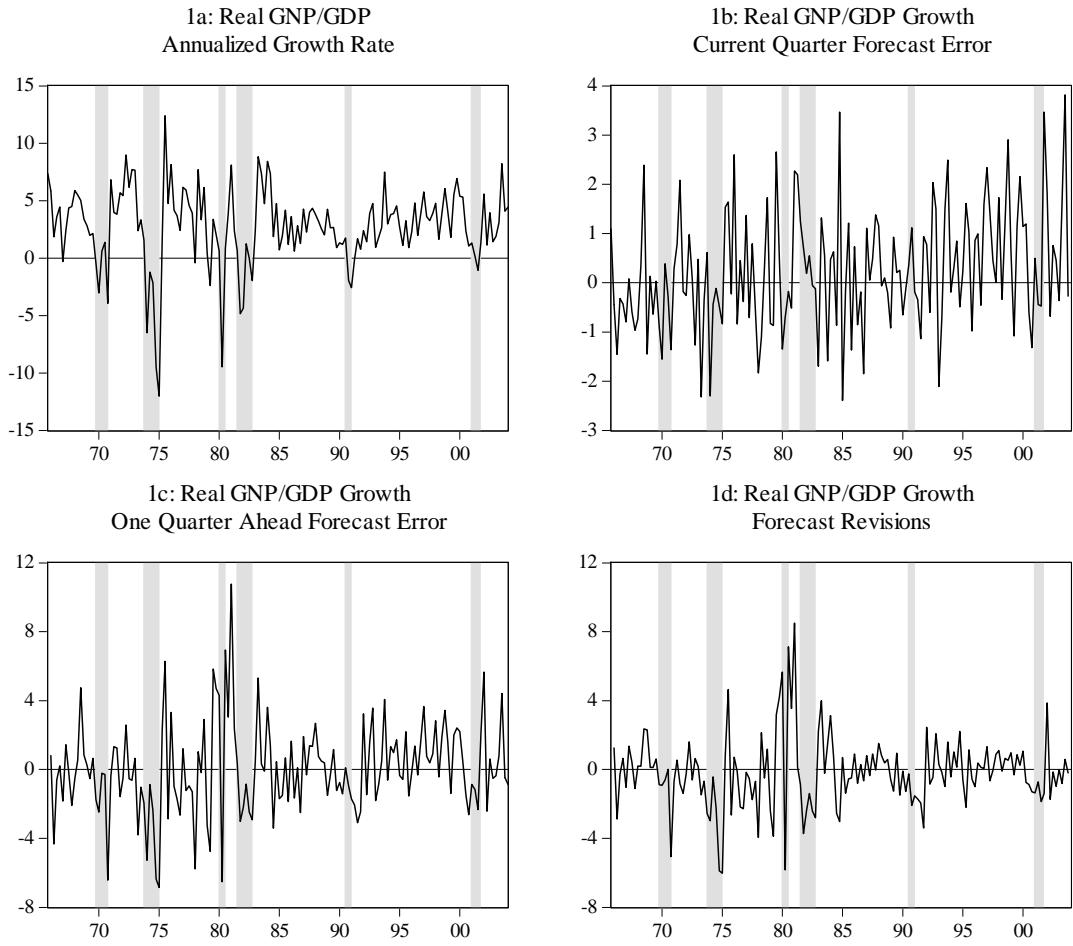 1a: Real GNP/GDP
Annualized Growth Rate
15
10
5
0
-5
-10
-15
70 75 80 85 90 95 00
1b: Real GNP/GDP Growth
Current Quarter Forecast Error
4
3
2
1
0
-1
-2
-3
70 75 80 85 90 95 00
1c: Real GNP/GDP Growth
One Quarter Ahead Forecast Error
12
8
4
0
-4
-8
70 75 80 85 90 95 00
1d: Real GNP/GDP Growth
Forecast Revisions
12
8
4
0
-4
-8
70 75 80 85 90 95 00